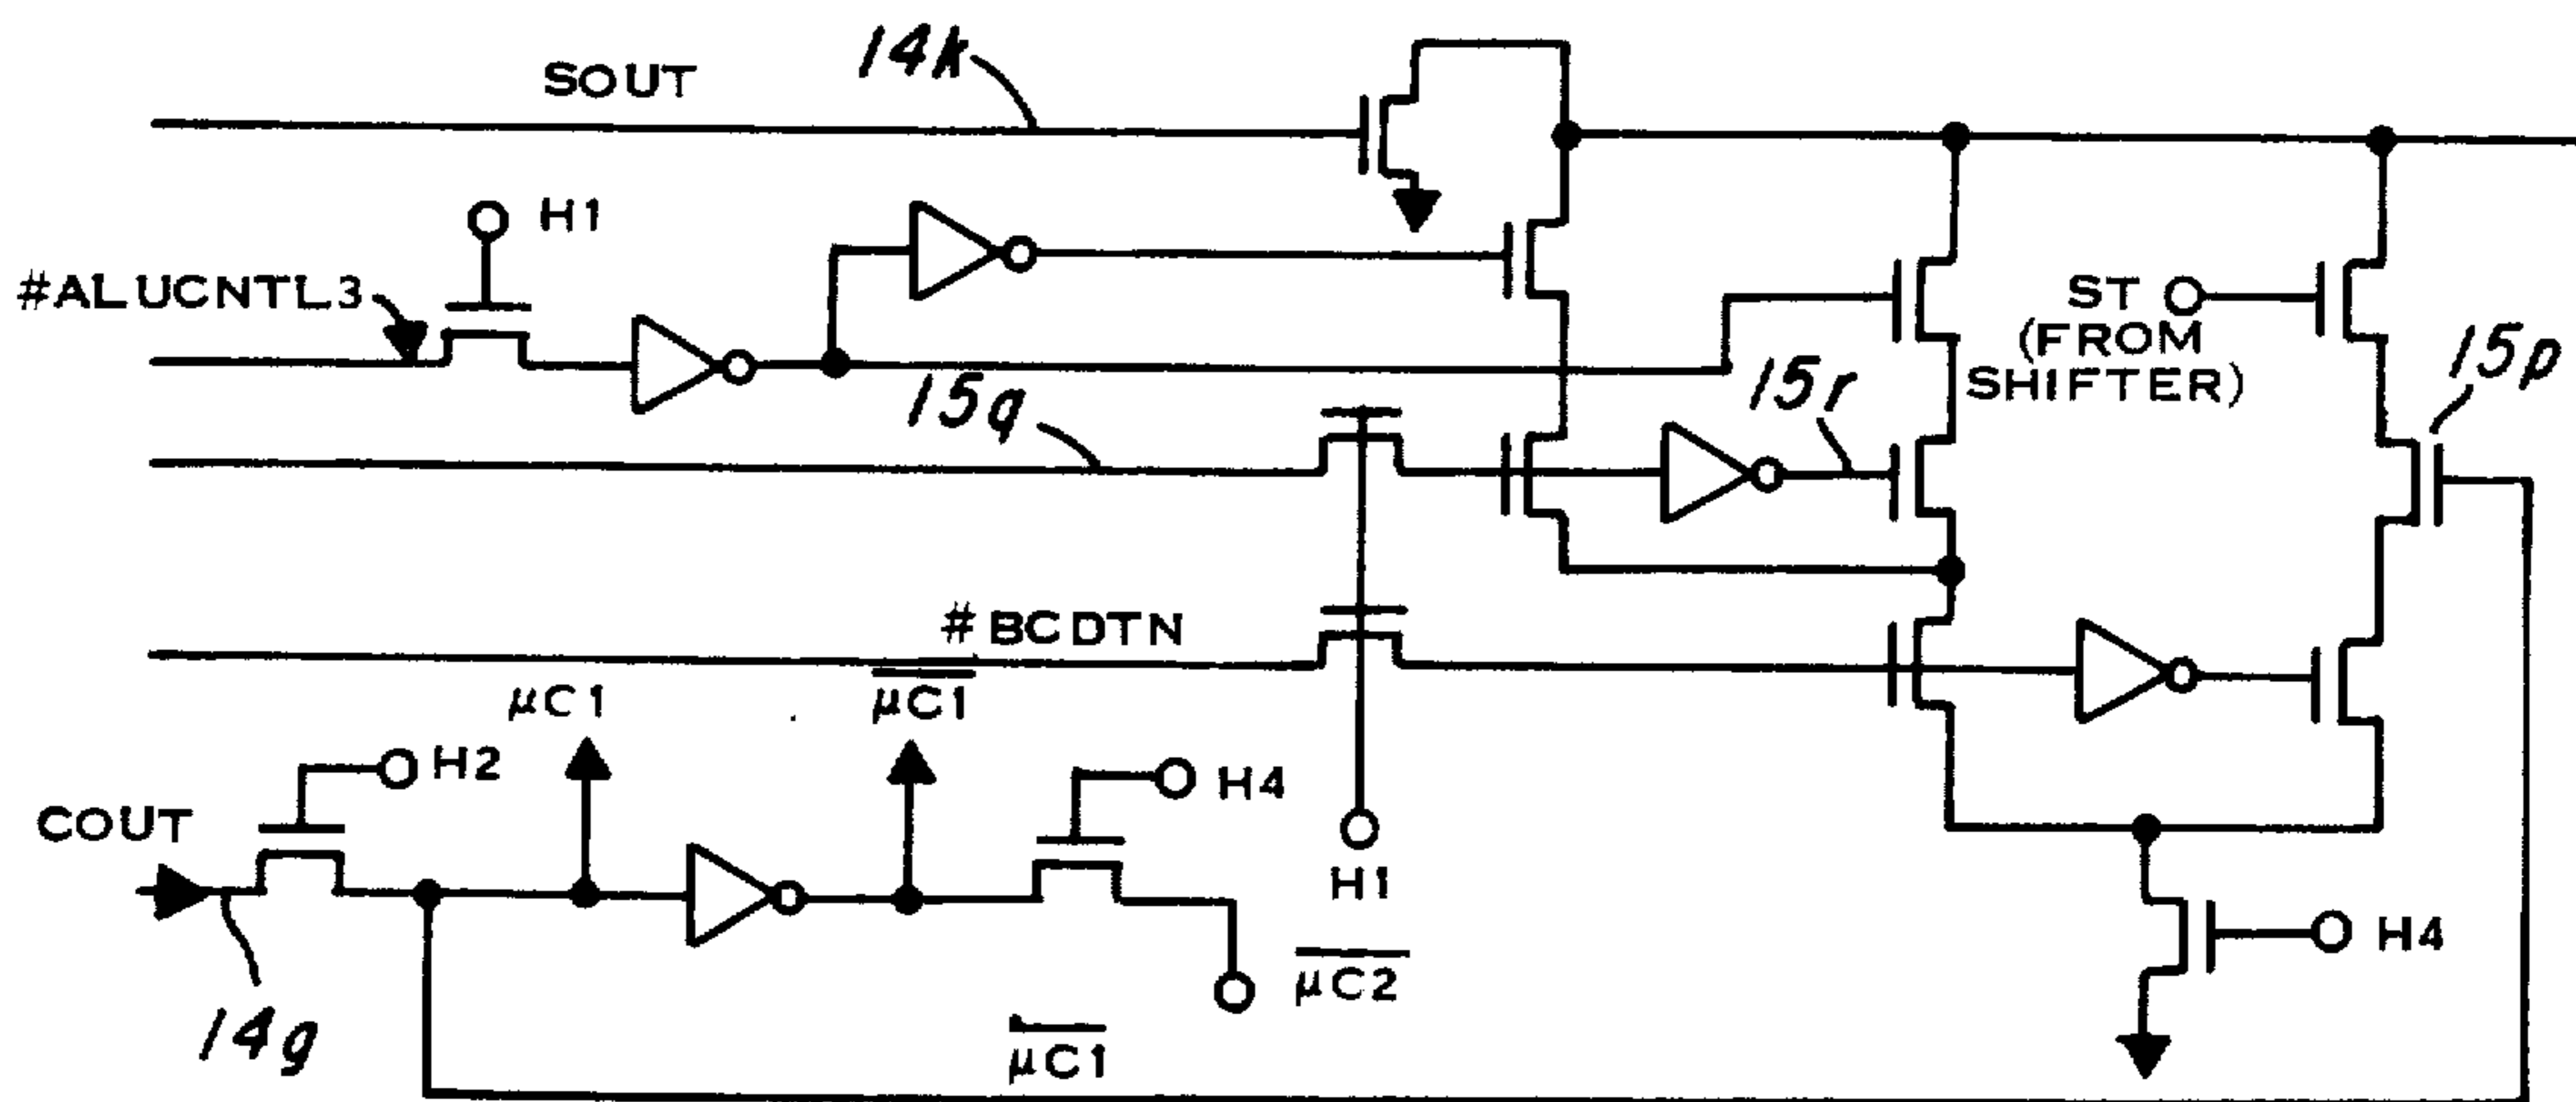 14k
SOUT
H1
#ALUCNTL3
ST
(FROM
SHIFTER)
15p
15q
15r
#BCDTN
μC1
μC1̅
H2
H4
COUT
H1
H4
μC2̅
14g
μC1̅